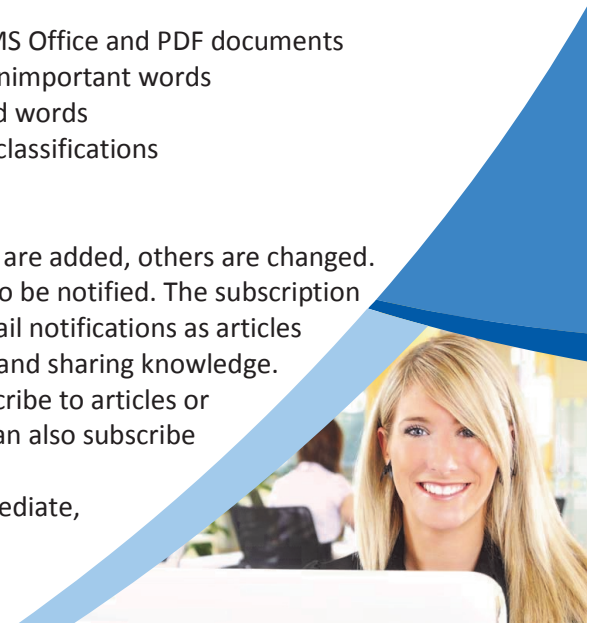 MS Office and PDF documents
nimportant words
d words
classifications
are added, others are changed.
o be notified. The subscription
ail notifications as articles
and sharing knowledge.
cribe to articles or
an also subscribe
ediate,